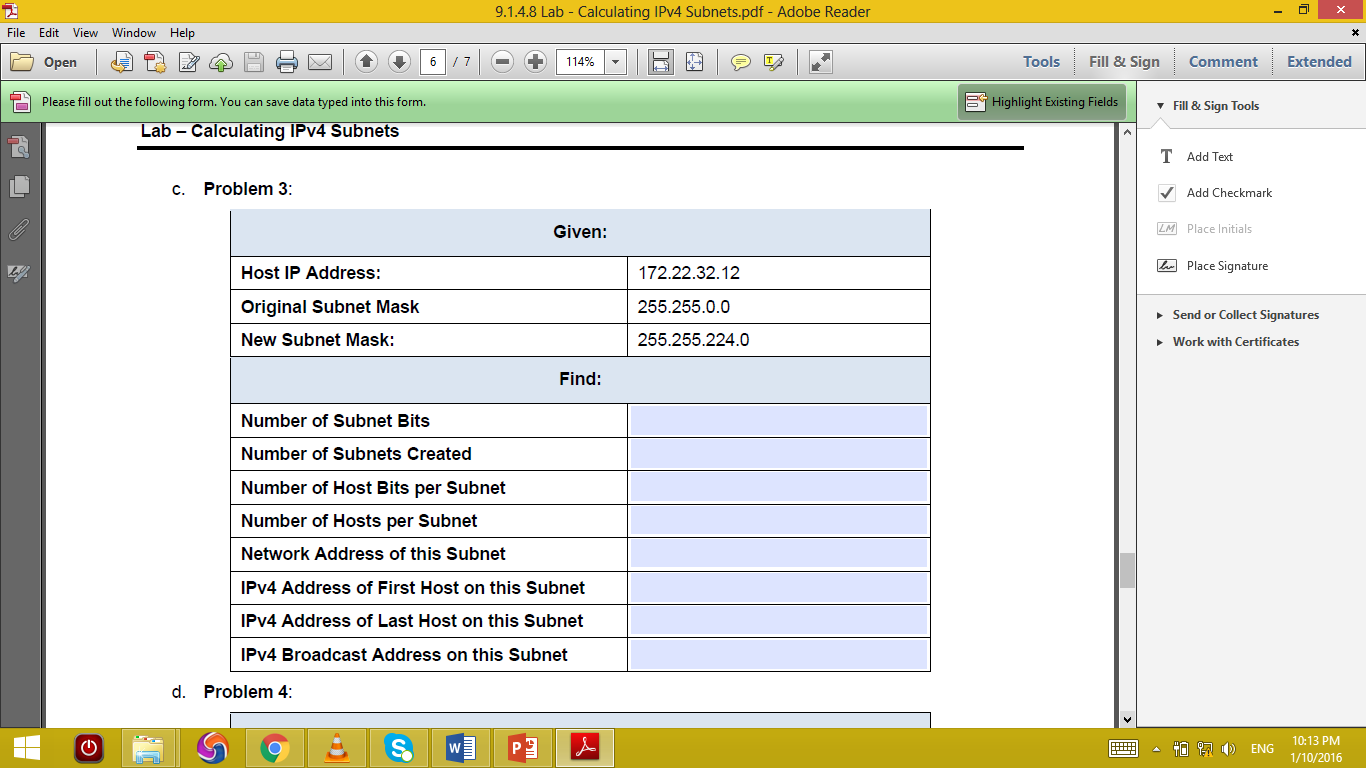 9.1.4.8 Lab - Calculating IPv4 Subnets.pdf - Adobe Reader
File Edit View Window Help
Open 6 / 7 114% Tools Fill & Sign Comment Extended
Please fill out the following form. You can save data typed into this form. Highlight Existing Fields
Lab – Calculating IPv4 Subnets
c. Problem 3:
Given:
Host IP Address: 172.22.32.12
Original Subnet Mask 255.255.0.0
New Subnet Mask: 255.255.224.0
Find:
Number of Subnet Bits
Number of Subnets Created
Number of Host Bits per Subnet
Number of Hosts per Subnet
Network Address of this Subnet
IPv4 Address of First Host on this Subnet
IPv4 Address of Last Host on this Subnet
IPv4 Broadcast Address on this Subnet
d. Problem 4:
Fill & Sign Tools
T Add Text
Add Checkmark
LM Place Initials
Place Signature
Send or Collect Signatures
Work with Certificates
ENG 10:13 PM
1/10/2016